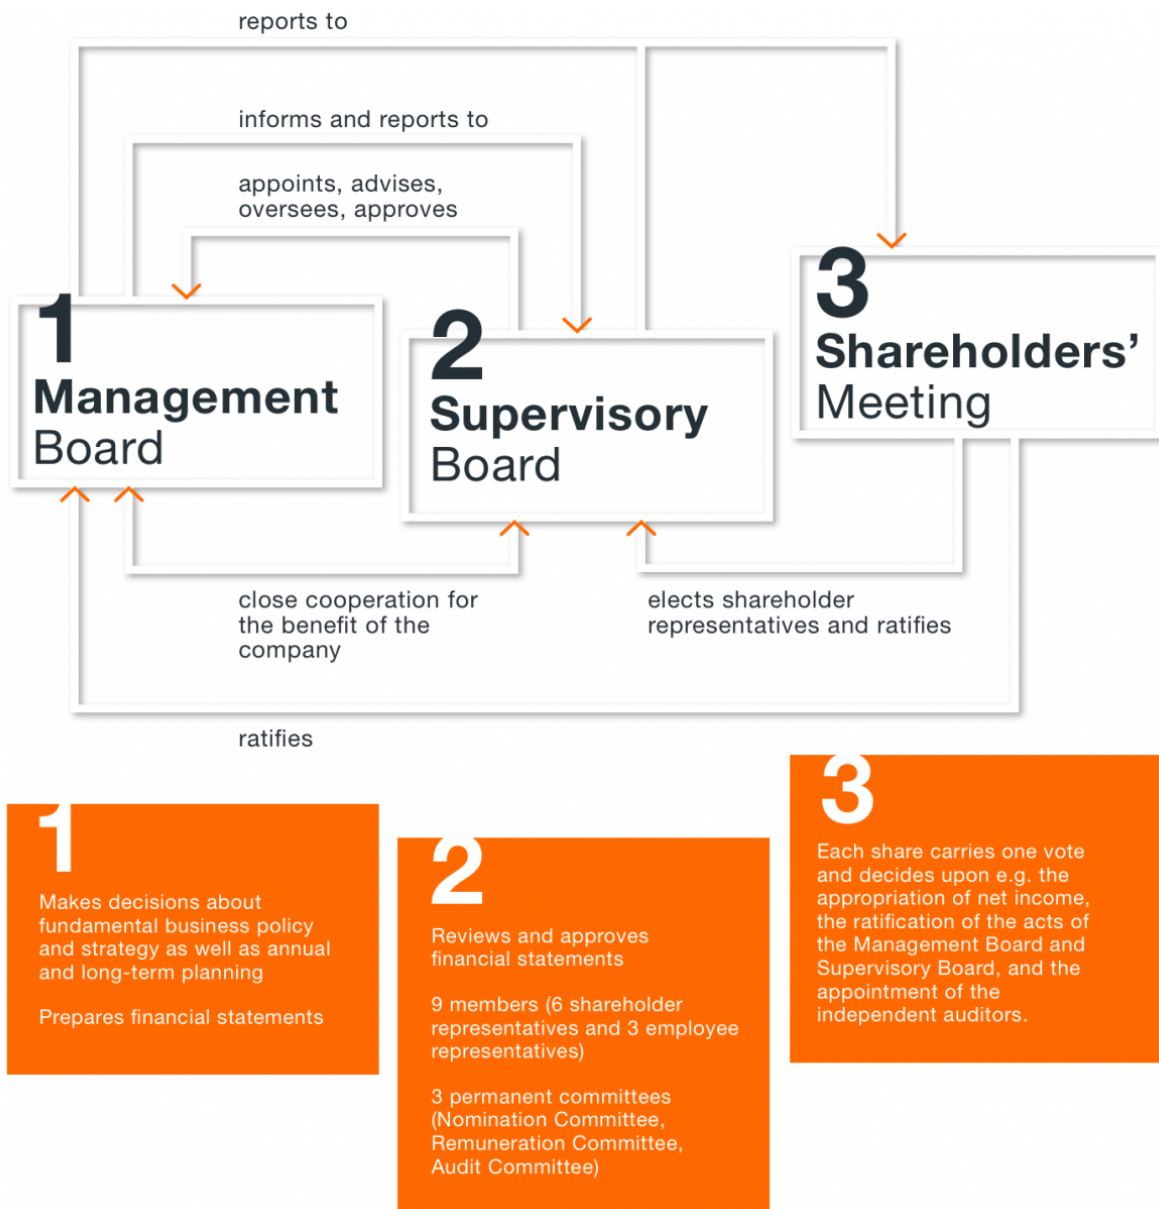 reports to
informs and reports to
appoints, advises,
oversees, approves
1
Management
Board
2
Supervisory
Board
3
Shareholders’
Meeting
close cooperation for
the benefit of the
company
elects shareholder
representatives and ratifies
ratifies
1
Makes decisions about
fundamental business policy
and strategy as well as annual
and long-term planning
Prepares financial statements
2
Reviews and approves
financial statements
9 members (6 shareholder
representatives and 3 employee
representatives)
3 permanent committees
(Nomination Committee,
Remuneration Committee,
Audit Committee)
3
Each share carries one vote
and decides upon e.g. the
appropriation of net income,
the ratification of the acts of
the Management Board and
Supervisory Board, and the
appointment of the
independent auditors.